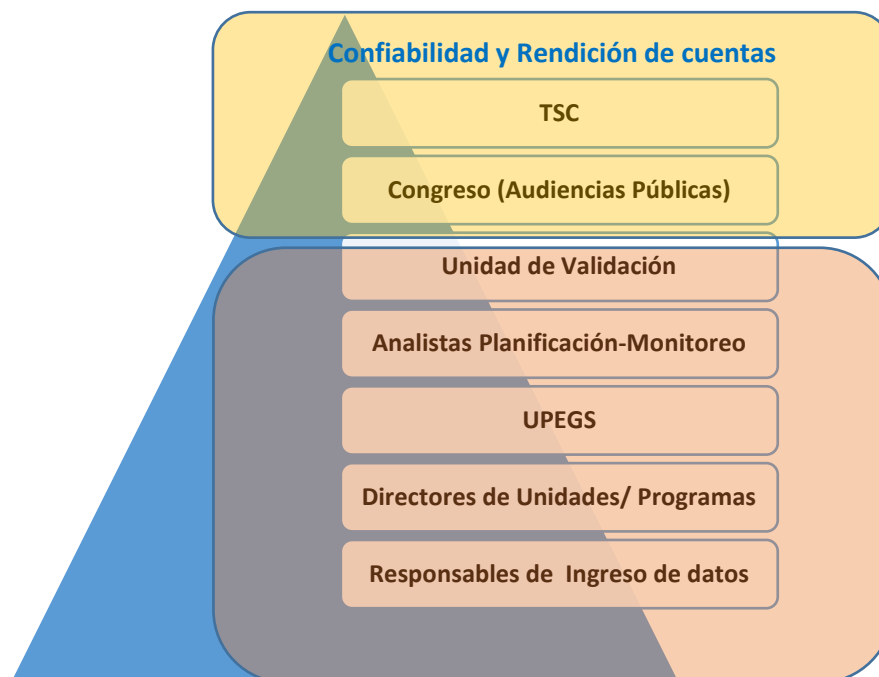 Confiabilidad y Rendición de cuentas
TSC
Congreso (Audiencias Públicas)
Unidad de Validación
Analistas Planificación-Monitoreo
UPEGS
Directores de Unidades/ Programas
Responsables de  Ingreso de datos